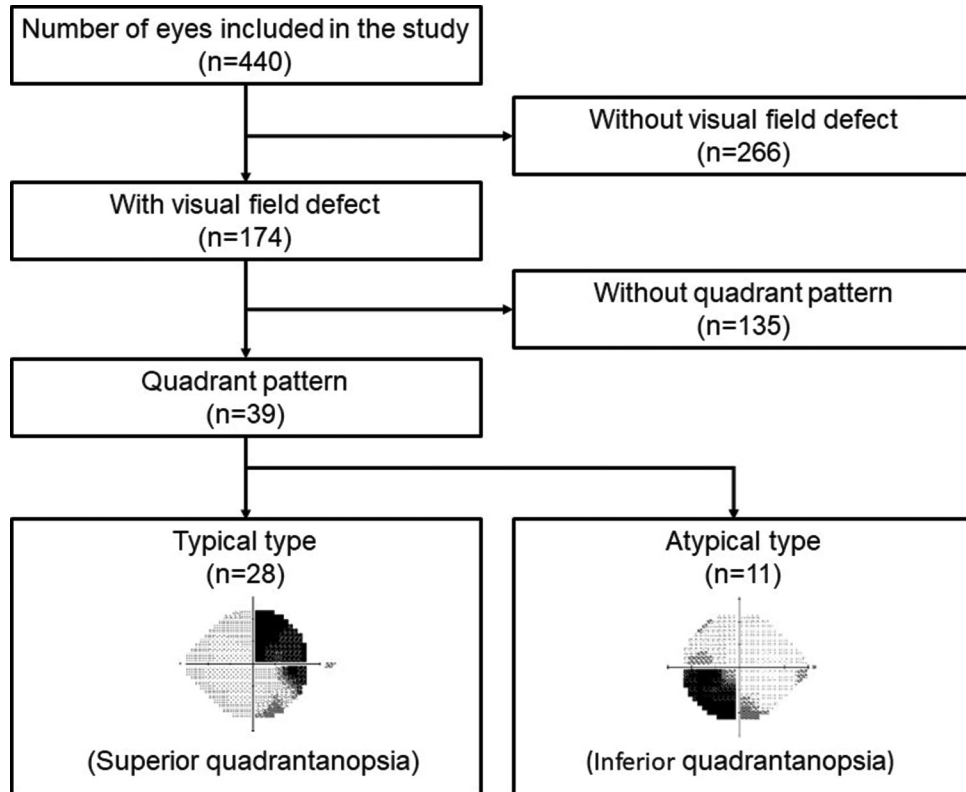 Number of eyes included in the study
(n=440)
Without visual field defect
(n=266)
With visual field defect
(n=174)
Without quadrant pattern
(n=135)
Quadrant pattern
(n=39)
Typical type
(n=28)
30°
(Superior quadrantanopsia)
Atypical type
(n=11)
(Inferior quadrantanopsia)